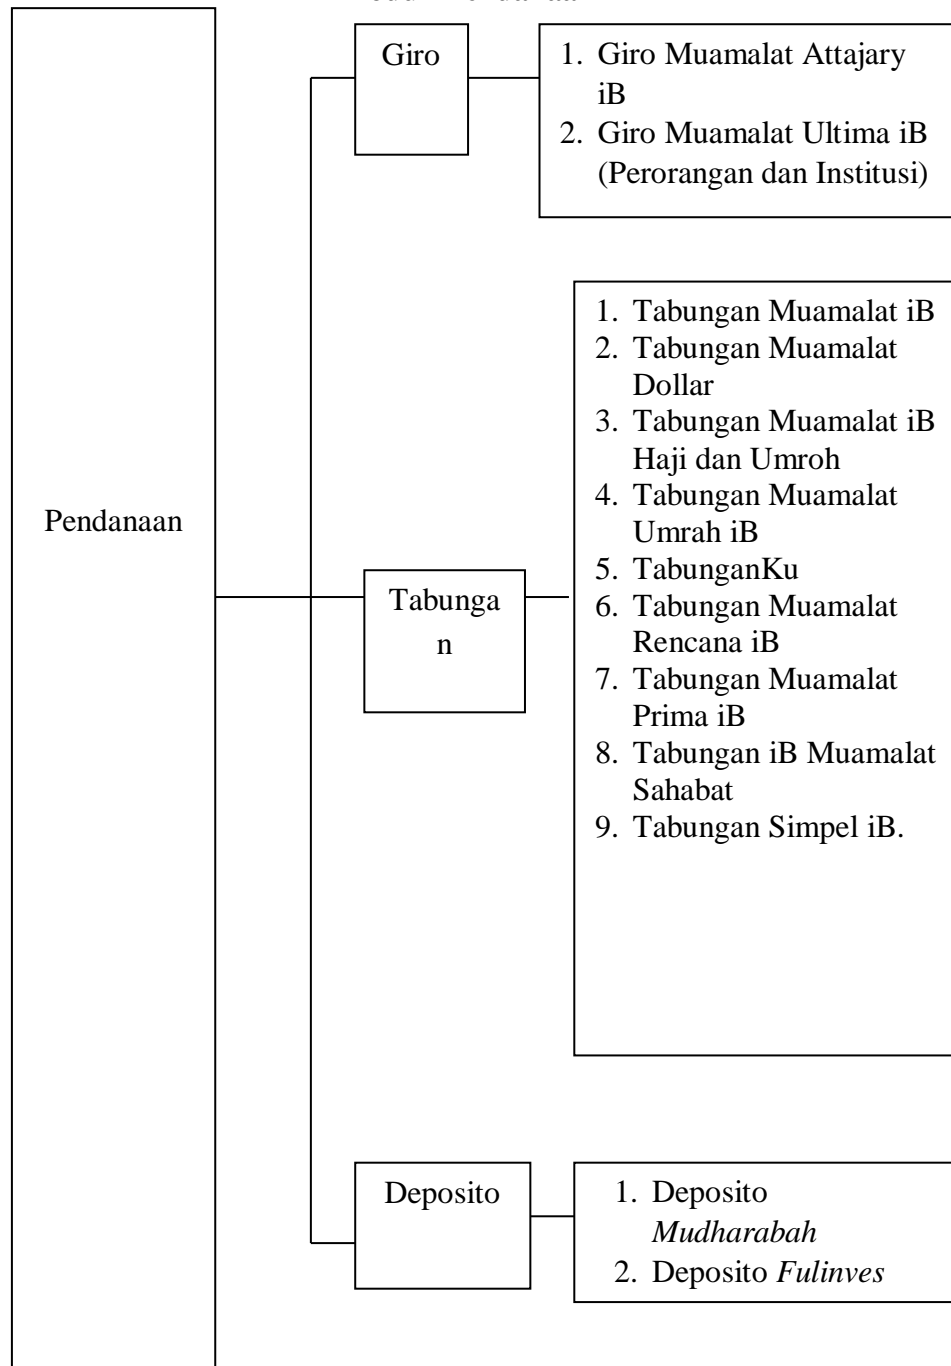 Giro
1. Giro Muamalat Attajary
iB
2. Giro Muamalat Ultima iB
(Perorangan dan Institusi)
Pendanaan
Tabunga
n
1. Tabungan Muamalat iB
2. Tabungan Muamalat
Dollar
3. Tabungan Muamalat iB
Haji dan Umroh
4. Tabungan Muamalat
Umrah iB
5. TabunganKu
6. Tabungan Muamalat
Rencana iB
7. Tabungan Muamalat
Prima iB
8. Tabungan iB Muamalat
Sahabat
9. Tabungan Simpel iB.
Deposito
1. Deposito
Mudharabah
2. Deposito Fulinves